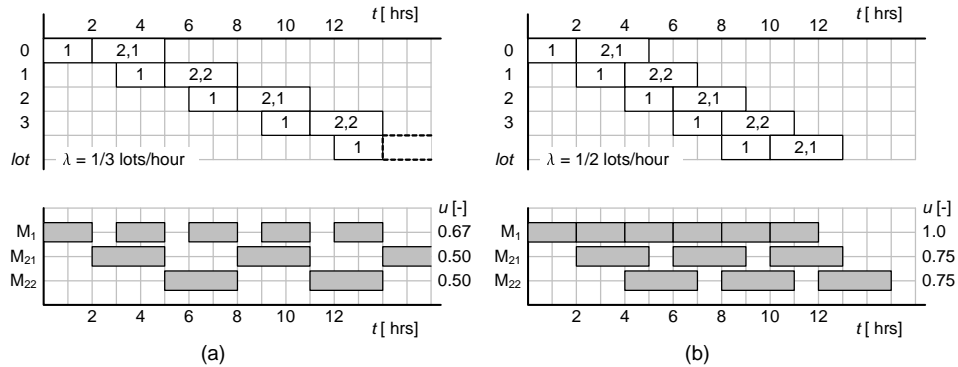 2 4 6 8 10 12 t [ hrs]
0 1 2,1
1 1 2,2
2 1 2,1
3 1 2,2
1
lot λ = 1/3 lots/hour
u [-]
M1 0.67
M21 0.50
M22 0.50
2 4 6 8 10 12
t [ hrs]
(a)
2 4 6 8 10 12 t [ hrs]
0 1 2,1
1 1 2,2
2 1 2,1
3 1 2,2
1 2,1
lot λ = 1/2 lots/hour
u [-]
M1 1.0
M21 0.75
M22 0.75
2 4 6 8 10 12
t [ hrs]
(b)